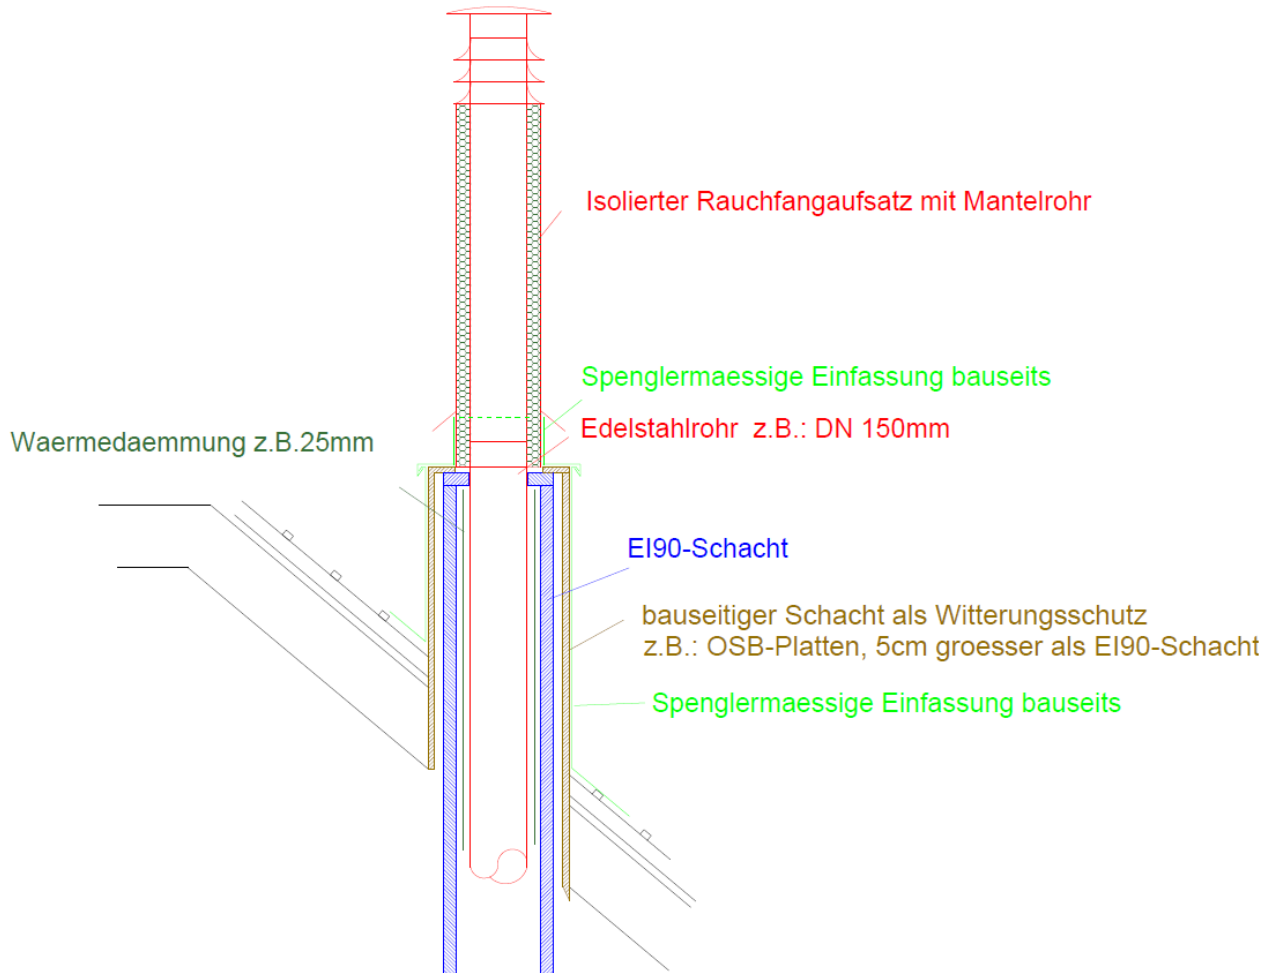 Isolierter Rauchfangaufsatz mit Mantelrohr
Spenglermaessige Einfassung bauseits
Edelstahlrohr z.B.: DN 150mm
Waermedaemmung z.B.25mm
EI90-Schacht
bauseitiger Schacht als Witterungsschutz
z.B.: OSB-Platten, 5cm groesser als EI90-Schacht
Spenglermaessige Einfassung bauseits